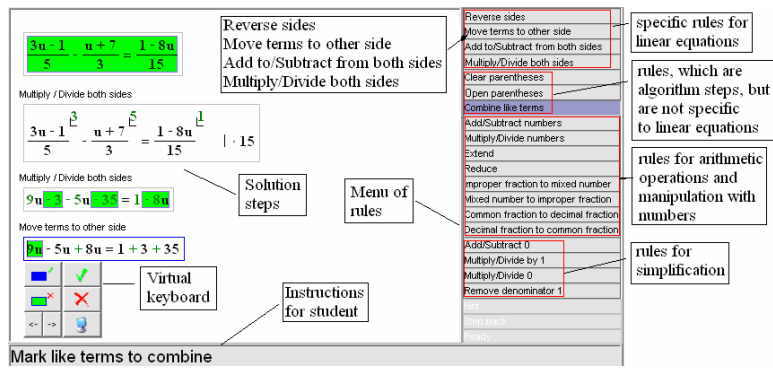 3u - 1 / 5 - u + 7 / 3 = 1 - 8u / 15
Multiply / Divide both sides
3u - 1 / 5 3 - u + 7 / 3 5 = 1 - 8u / 15 1 | · 15
Multiply / Divide both sides
9u - 3 - 5u - 35 = 1 - 8u
Move terms to other side
9u - 5u + 8u = 1 + 3 + 35
<- ->
Mark like terms to combine
Reverse sides
Move terms to other side
Add to/Subtract from both sides
Multiply/Divide both sides
Solution
steps
Virtual
keyboard
Menu of
rules
Instructions
for student
Reverse sides
Move terms to other side
Add to/Subtract from both sides
Multiply/Divide both sides
Clear parentheses
Open parentheses
Combine like terms
Add/Subtract numbers
Multiply/Divide numbers
Extend
Reduce
Improper fraction to mixed number
Mixed number to improper fraction
Common fraction to decimal fraction
Decimal fraction to common fraction
Add/Subtract 0
Multiply/Divide by 1
Multiply/Divide 0
Remove denominator 1
Hint
Step back
Ready
specific rules for
linear equations
rules, which are
algorithm steps, but
are not specific
to linear equations
rules for arithmetic
operations and
manipulation with
numbers
rules for
simplification